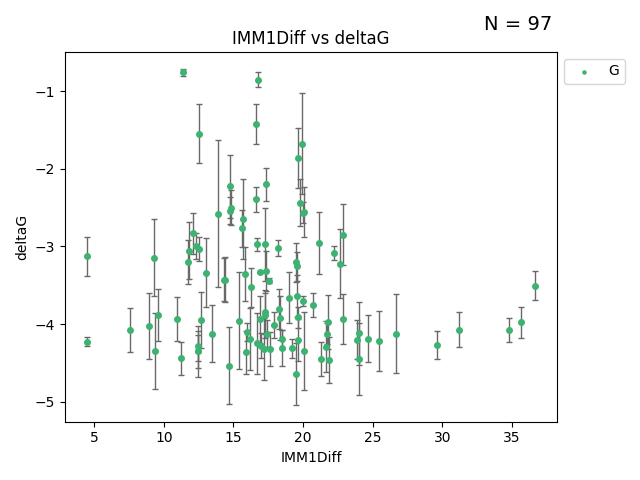 N = 97
IMM1Diff vs deltaG
G
deltaG
−1
−2
−3
−4
−5
5 10 15 20 25 30 35
IMM1Diff